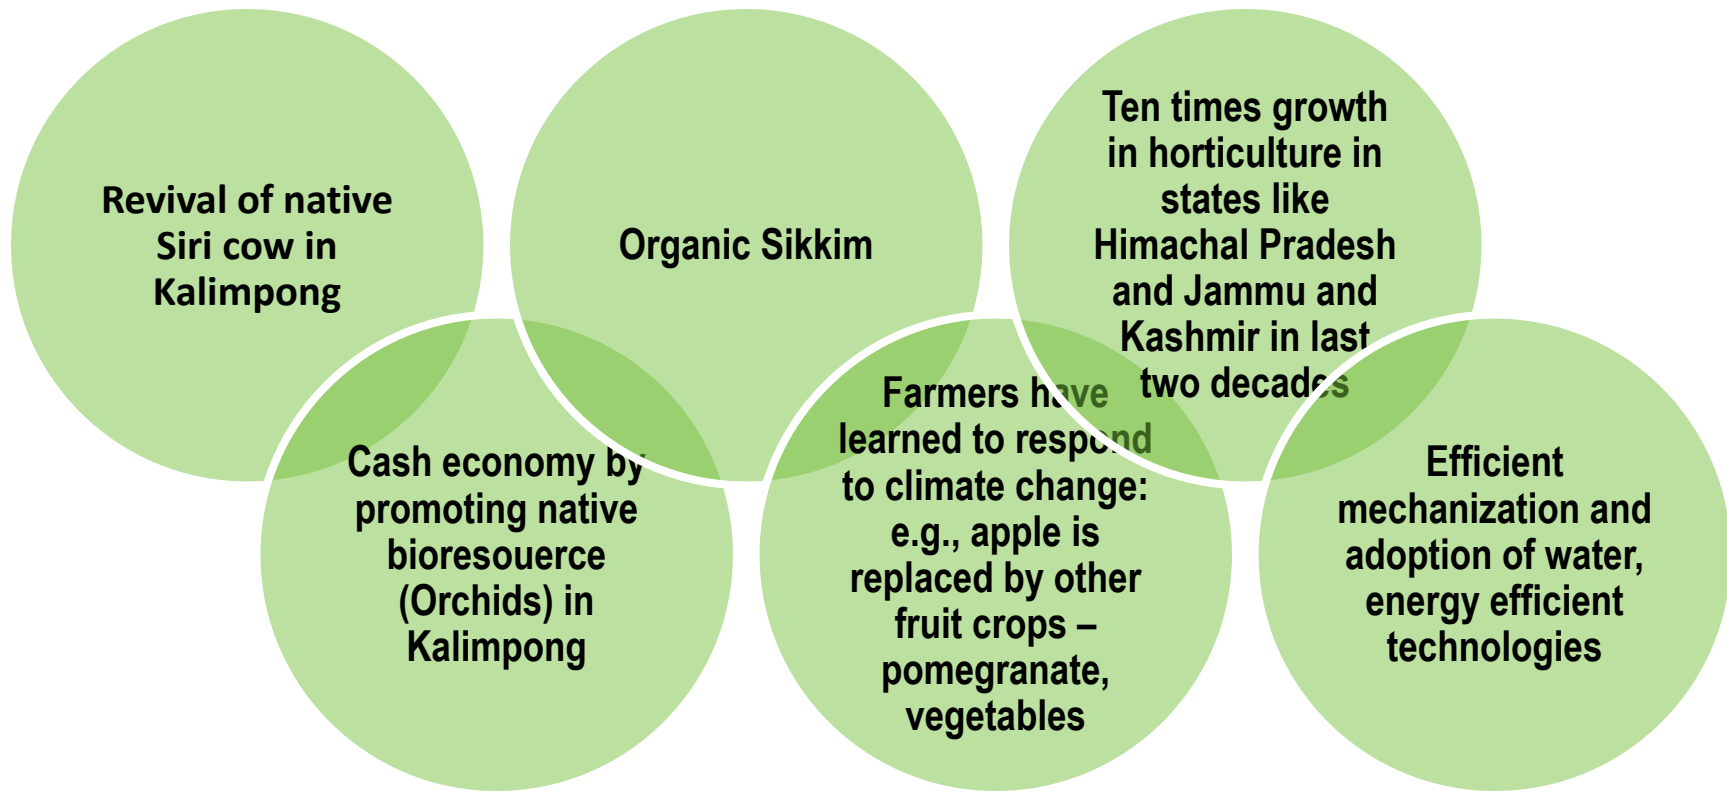 Revival of native
Siri cow in
Kalimpong
Cash economy by
promoting native
bioresouerce
(Orchids) in
Kalimpong
Organic Sikkim
Farmers have
learned to respond
to climate change:
e.g., apple is
replaced by other
fruit crops –
pomegranate,
vegetables
Ten times growth
in horticulture in
states like
Himachal Pradesh
and Jammu and
Kashmir in last
two decades
Efficient
mechanization and
adoption of water,
energy efficient
technologies